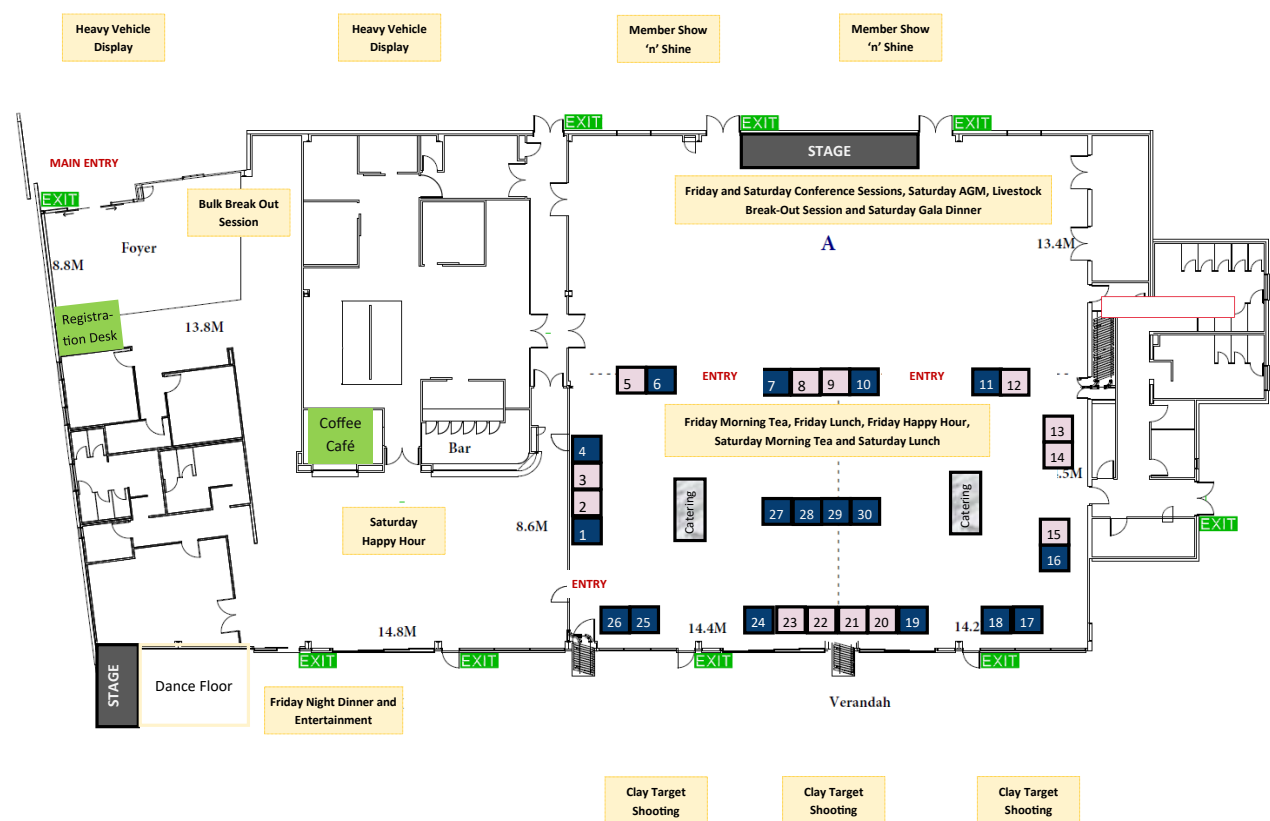 Heavy Vehicle
Display
Heavy Vehicle
Display
Member Show
‘n’ Shine
Member Show
‘n’ Shine
EXIT
EXIT
EXIT
STAGE
MAIN ENTRY
EXIT
Bulk Break Out
Session
Friday and Saturday Conference Sessions, Saturday AGM, Livestock
Break-Out Session and Saturday Gala Dinner
Foyer
A
13.4M
8.8M
Registra-
tion Desk
13.8M
5
6
ENTRY
7
8
9
10
ENTRY
11
12
Coffee
Café
Bar
Friday Morning Tea, Friday Lunch, Friday Happy Hour,
Saturday Morning Tea and Saturday Lunch
13
14
.5M
4
3
2
1
Catering
Catering
27
28
29
30
Saturday
Happy Hour
8.6M
15
16
EXIT
ENTRY
26
25
24
23
22
21
20
19
18
17
14.8M
14.4M
14.2
EXIT
EXIT
EXIT
EXIT
STAGE
Dance Floor
Friday Night Dinner and
Entertainment
Verandah
Clay Target
Shooting
Clay Target
Shooting
Clay Target
Shooting